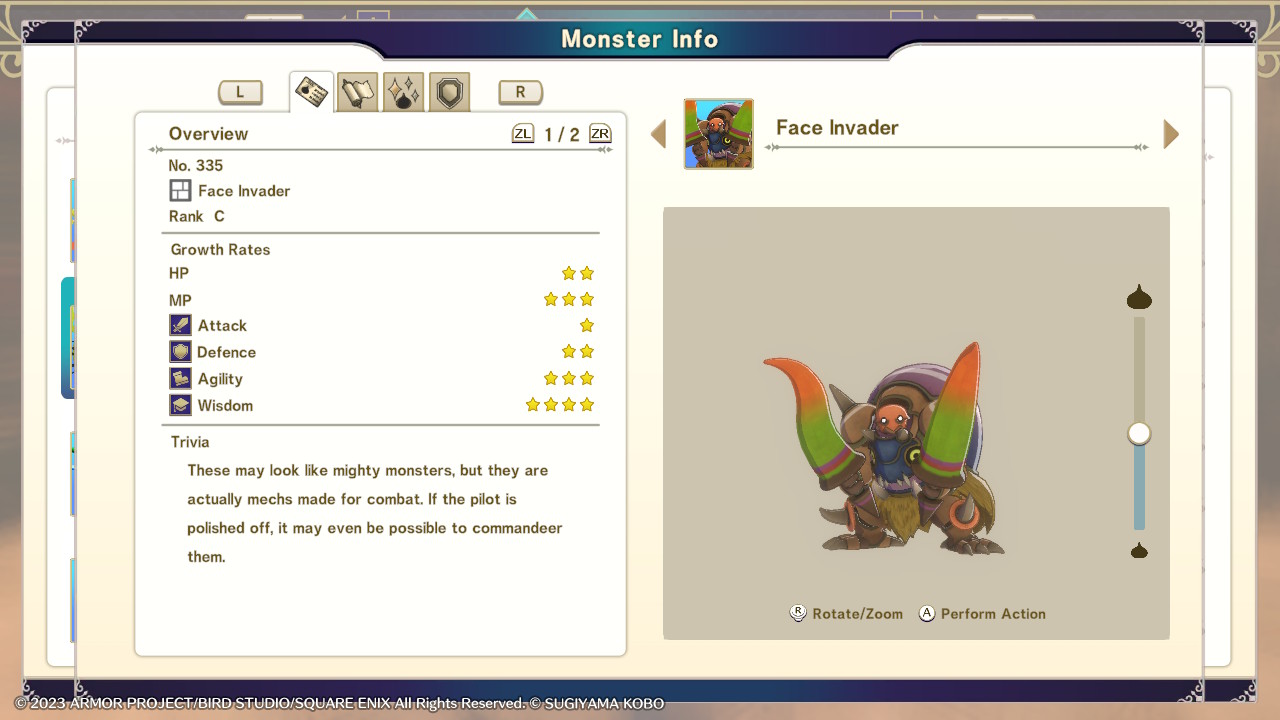 Monster Info
L
R
Overview
ZL 1 / 2 ZR
No. 335
Face Invader
Rank C
Growth Rates
HP
MP
Attack
Defence
Agility
Wisdom
Trivia
These may look like mighty monsters, but they are
actually mechs made for combat. If the pilot is
polished off, it may even be possible to commandeer
them.
Face Invader
R Rotate/Zoom A Perform Action
© 2023 ARMOR PROJECT/BIRD STUDIO/SQUARE ENIX All Rights Reserved. © SUGIYAMA KOBO